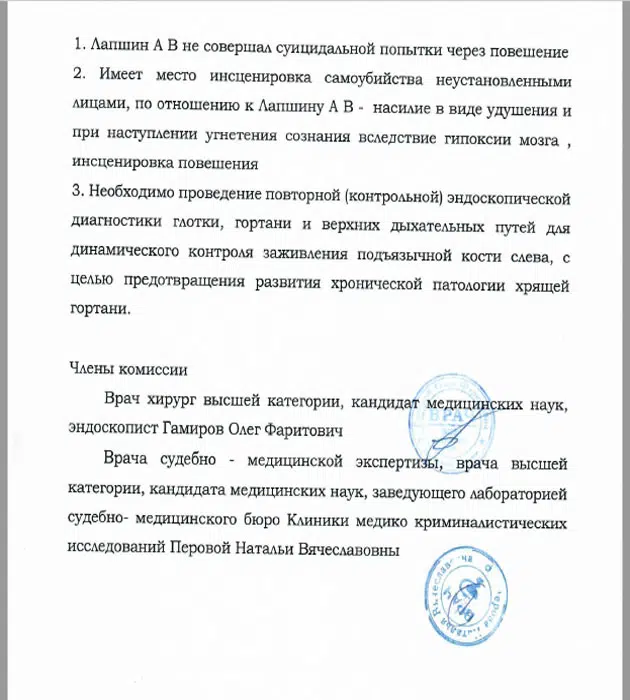 1. Лапшин А В не совершал суицидальной попытки через повешение
2. Имеет место инсценировка самоубийства неустановленными
лицами, по отношению к Лапшину А В - насилие в виде удушения и
при наступлении угнетения сознания вследствие гипоксии мозга ,
инсценировка повешения
3. Необходимо проведение повторной (контрольной) эндоскопической
диагностики глотки, гортани и верхних дыхательных путей для
динамического контроля заживления подъязычной кости слева, с
целью предотвращения развития хронической патологии хрящей
гортани.
Члены комиссии
Врач хирург высшей категории, кандидат медицинских наук,
эндоскопист Гамиров Олег Фаритович
Врача судебно - медицинской экспертизы, врача высшей
категории, кандидата медицинских наук, заведующего лабораторией
судебно- медицинского бюро Клиники медико криминалистических
исследований Перовой Натальи Вячеславовны
ВРАЧ